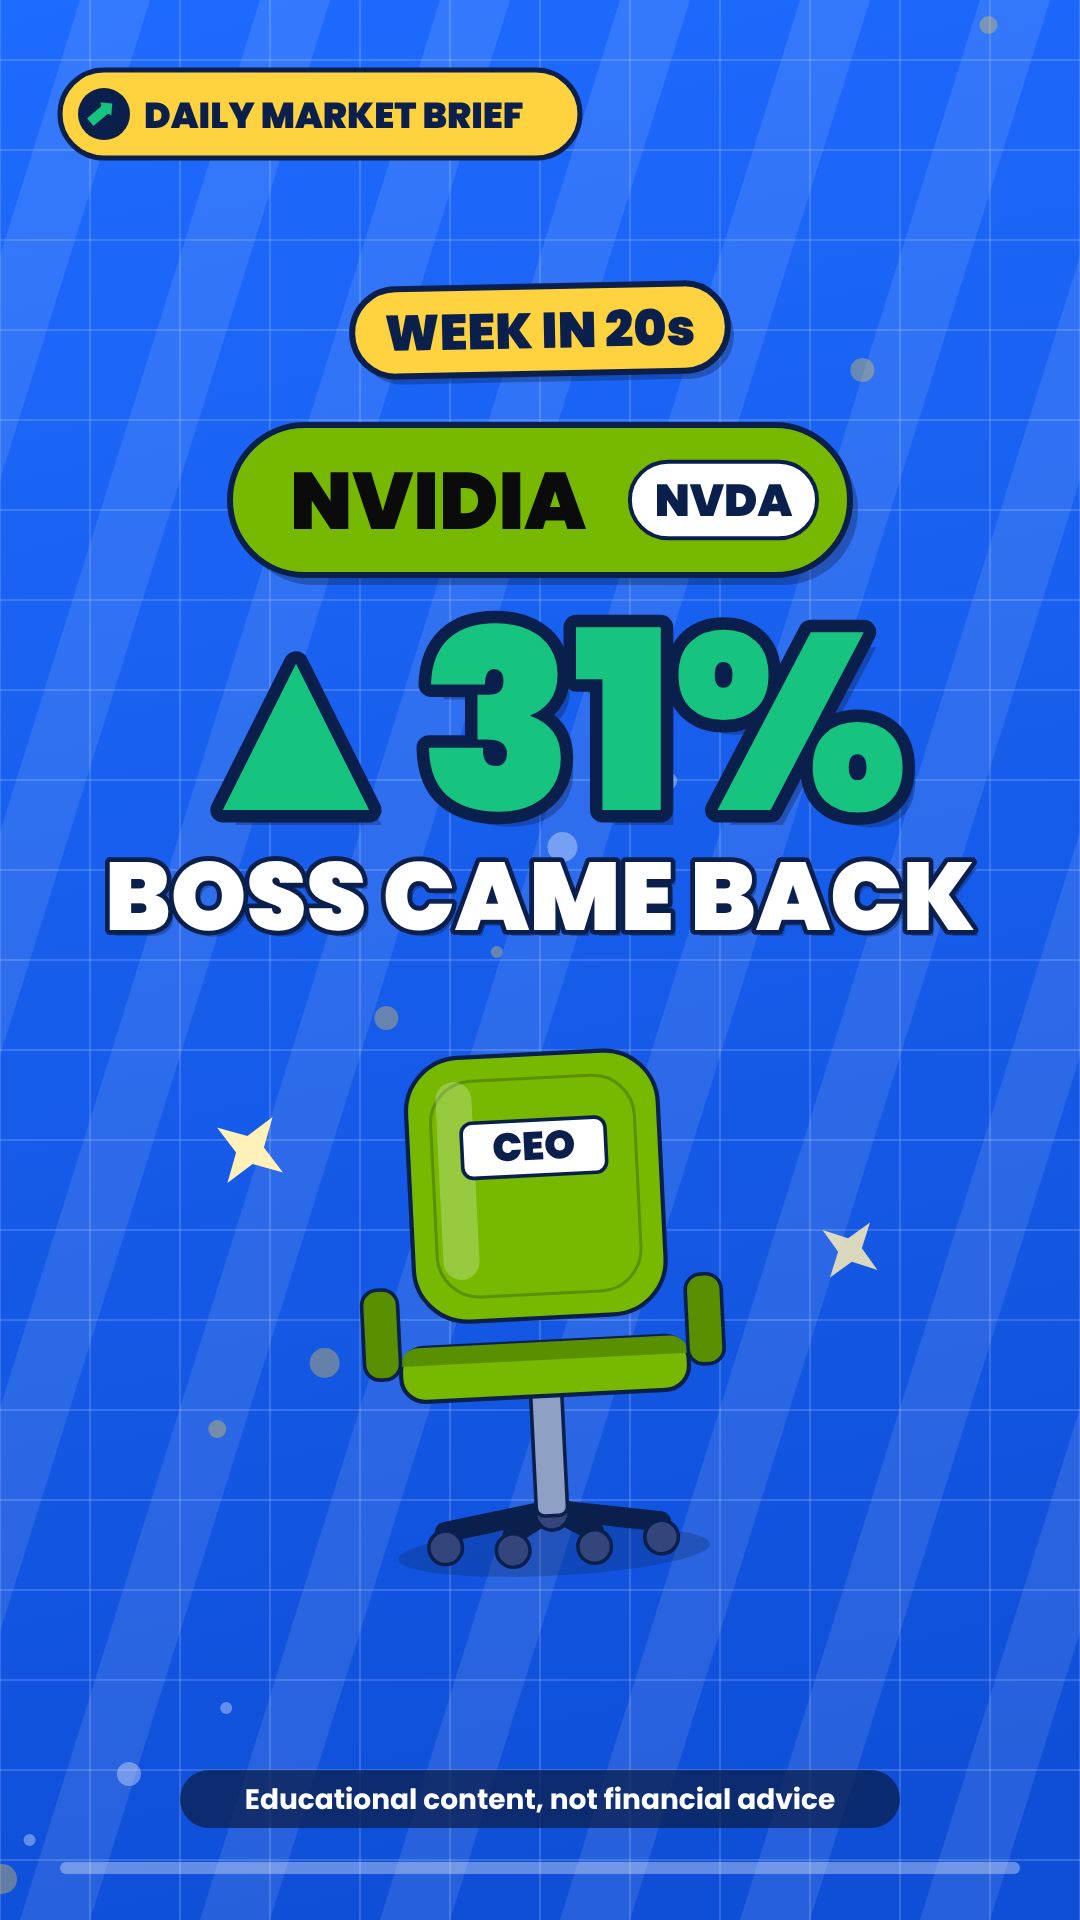 DAILY MARKET BRIEF
WEEK IN 20s
NVIDIA NVDA
▲ 31%
BOSS CAME BACK
CEO
Educational content, not financial advice